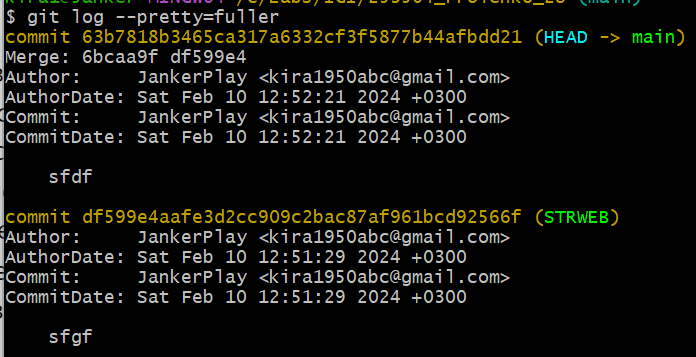 $ git log --pretty=fuller
commit 63b7818b3465ca317a6332cf3f5877b44afbdd21 (HEAD -> main)
Merge: 6bcaa9f df599e4
Author:     JankerPlay <kira1950abc@gmail.com>
AuthorDate: Sat Feb 10 12:52:21 2024 +0300
Commit:     JankerPlay <kira1950abc@gmail.com>
CommitDate: Sat Feb 10 12:52:21 2024 +0300
sfdf
commit df599e4aafe3d2cc909c2bac87af961bcd92566f (STRWEB)
Author:     JankerPlay <kira1950abc@gmail.com>
AuthorDate: Sat Feb 10 12:51:29 2024 +0300
Commit:     JankerPlay <kira1950abc@gmail.com>
CommitDate: Sat Feb 10 12:51:29 2024 +0300
sfgf